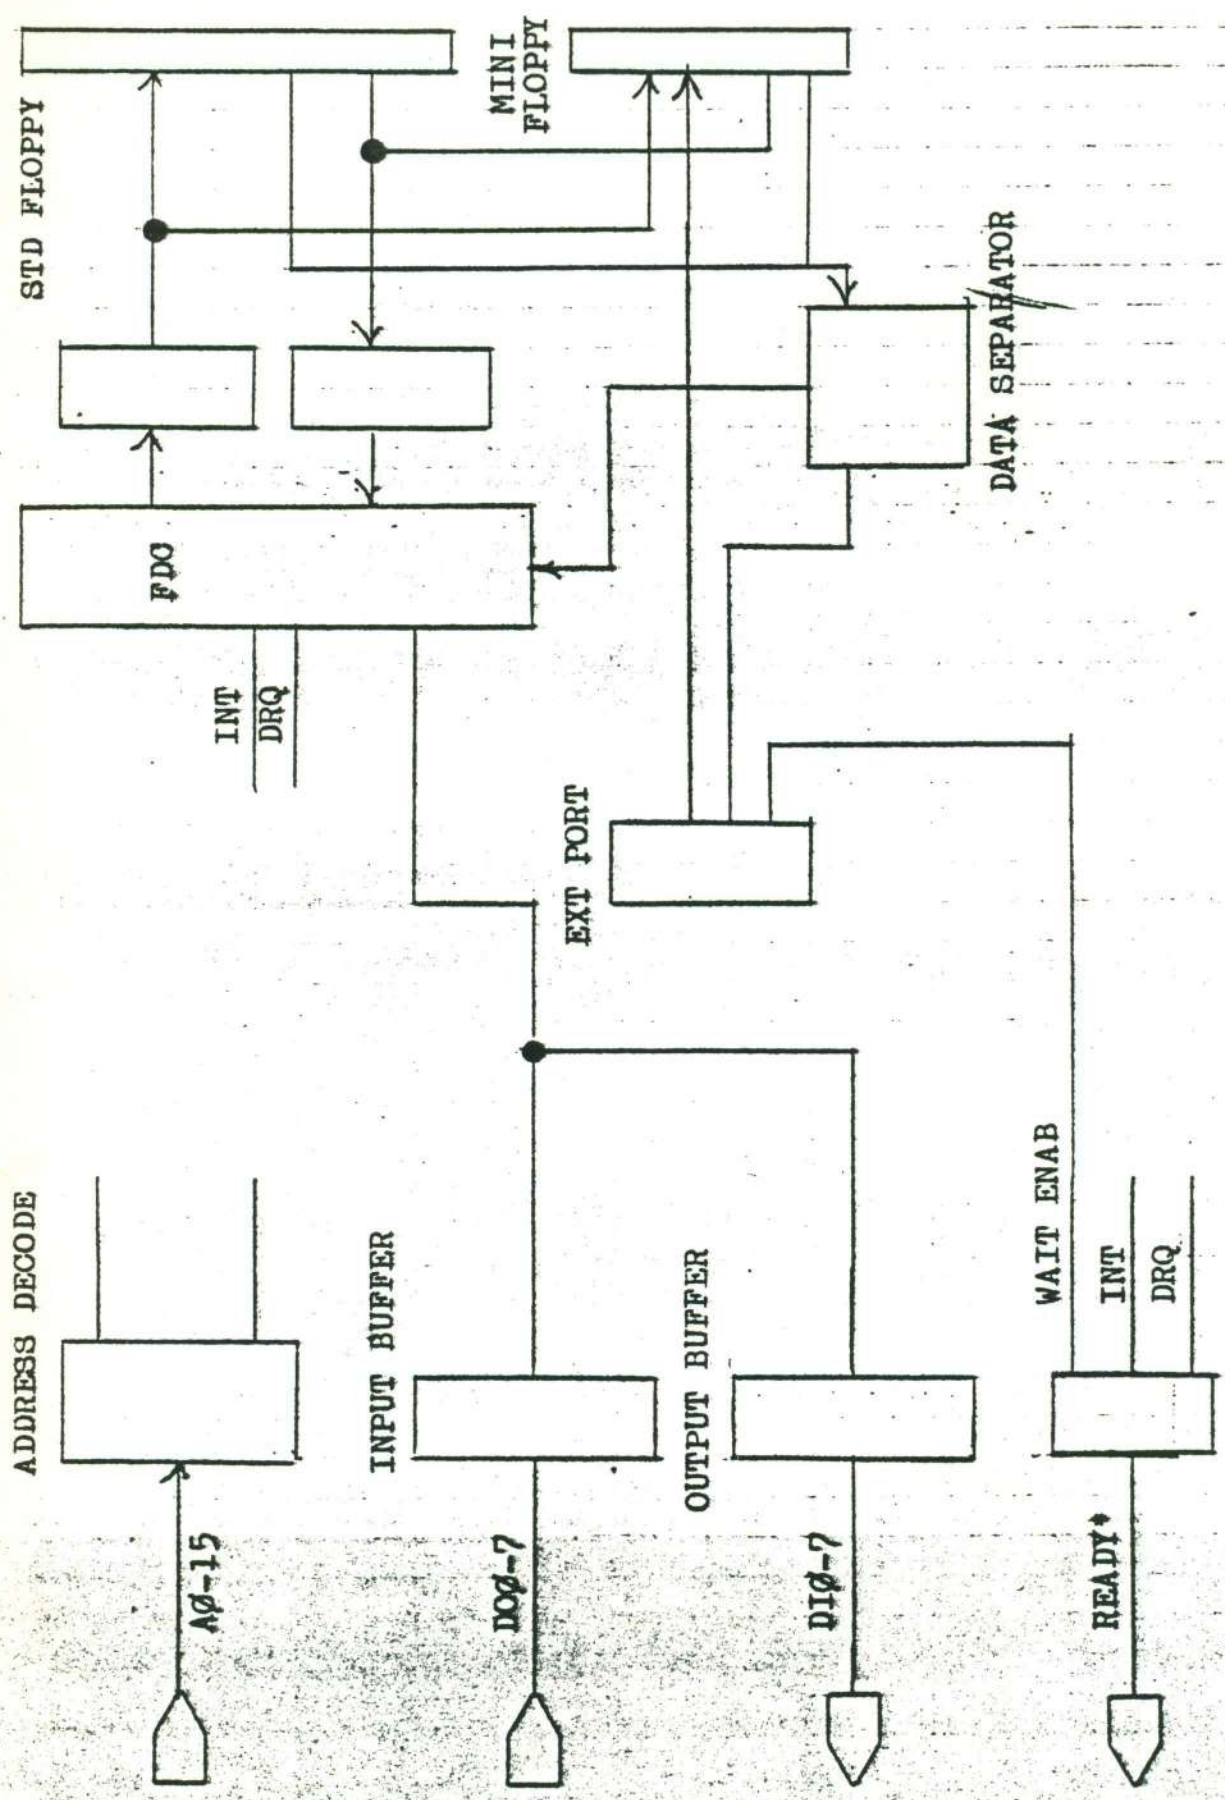 ADDRESS DECODE
AØ-15
INPUT BUFFER
DOØ-7
OUTPUT BUFFER
DIØ-7
READY*
WAIT ENAB
INT
DRQ
EXT PORT
INT
DRQ
FDC
STD FLOPPY
MINI
FLOPPY
DATA SEPARATOR